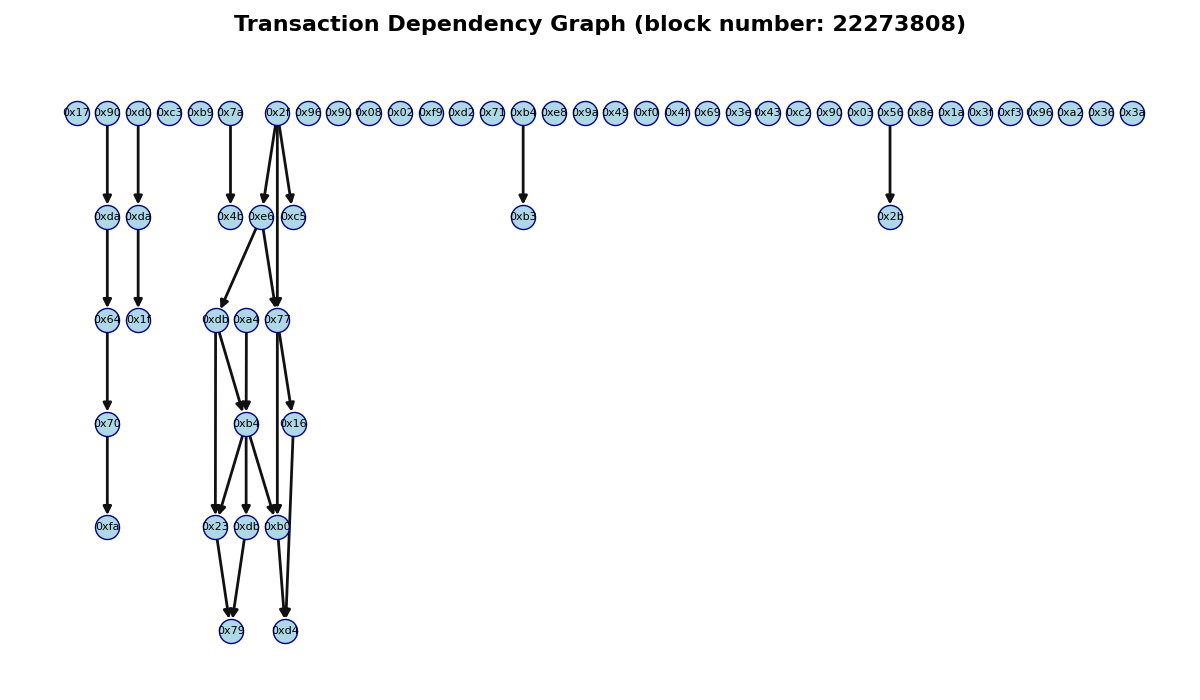 Transaction Dependency Graph (block number: 22273808)
0x17 0x90 0xd0 0xc3 0xb9 0x7a 0x2f 0x96 0x90 0x08 0x02 0xf9 0xd2 0x71 0xb4 0xe8 0x9a 0x49 0xf0 0x4f 0x69 0x3e 0x43 0xc2 0x90 0x03 0x56 0x8e 0x1a 0x3f 0xf3 0x96 0xa2 0x36 0x3a
0xda 0xda 0x4b 0xe6 0xc5 0xb3 0x2b
0x64 0x1f 0xdb 0xa4 0x77
0x70 0xb4 0x16
0xfa 0x23 0xdb 0xb0
0x79 0xd4